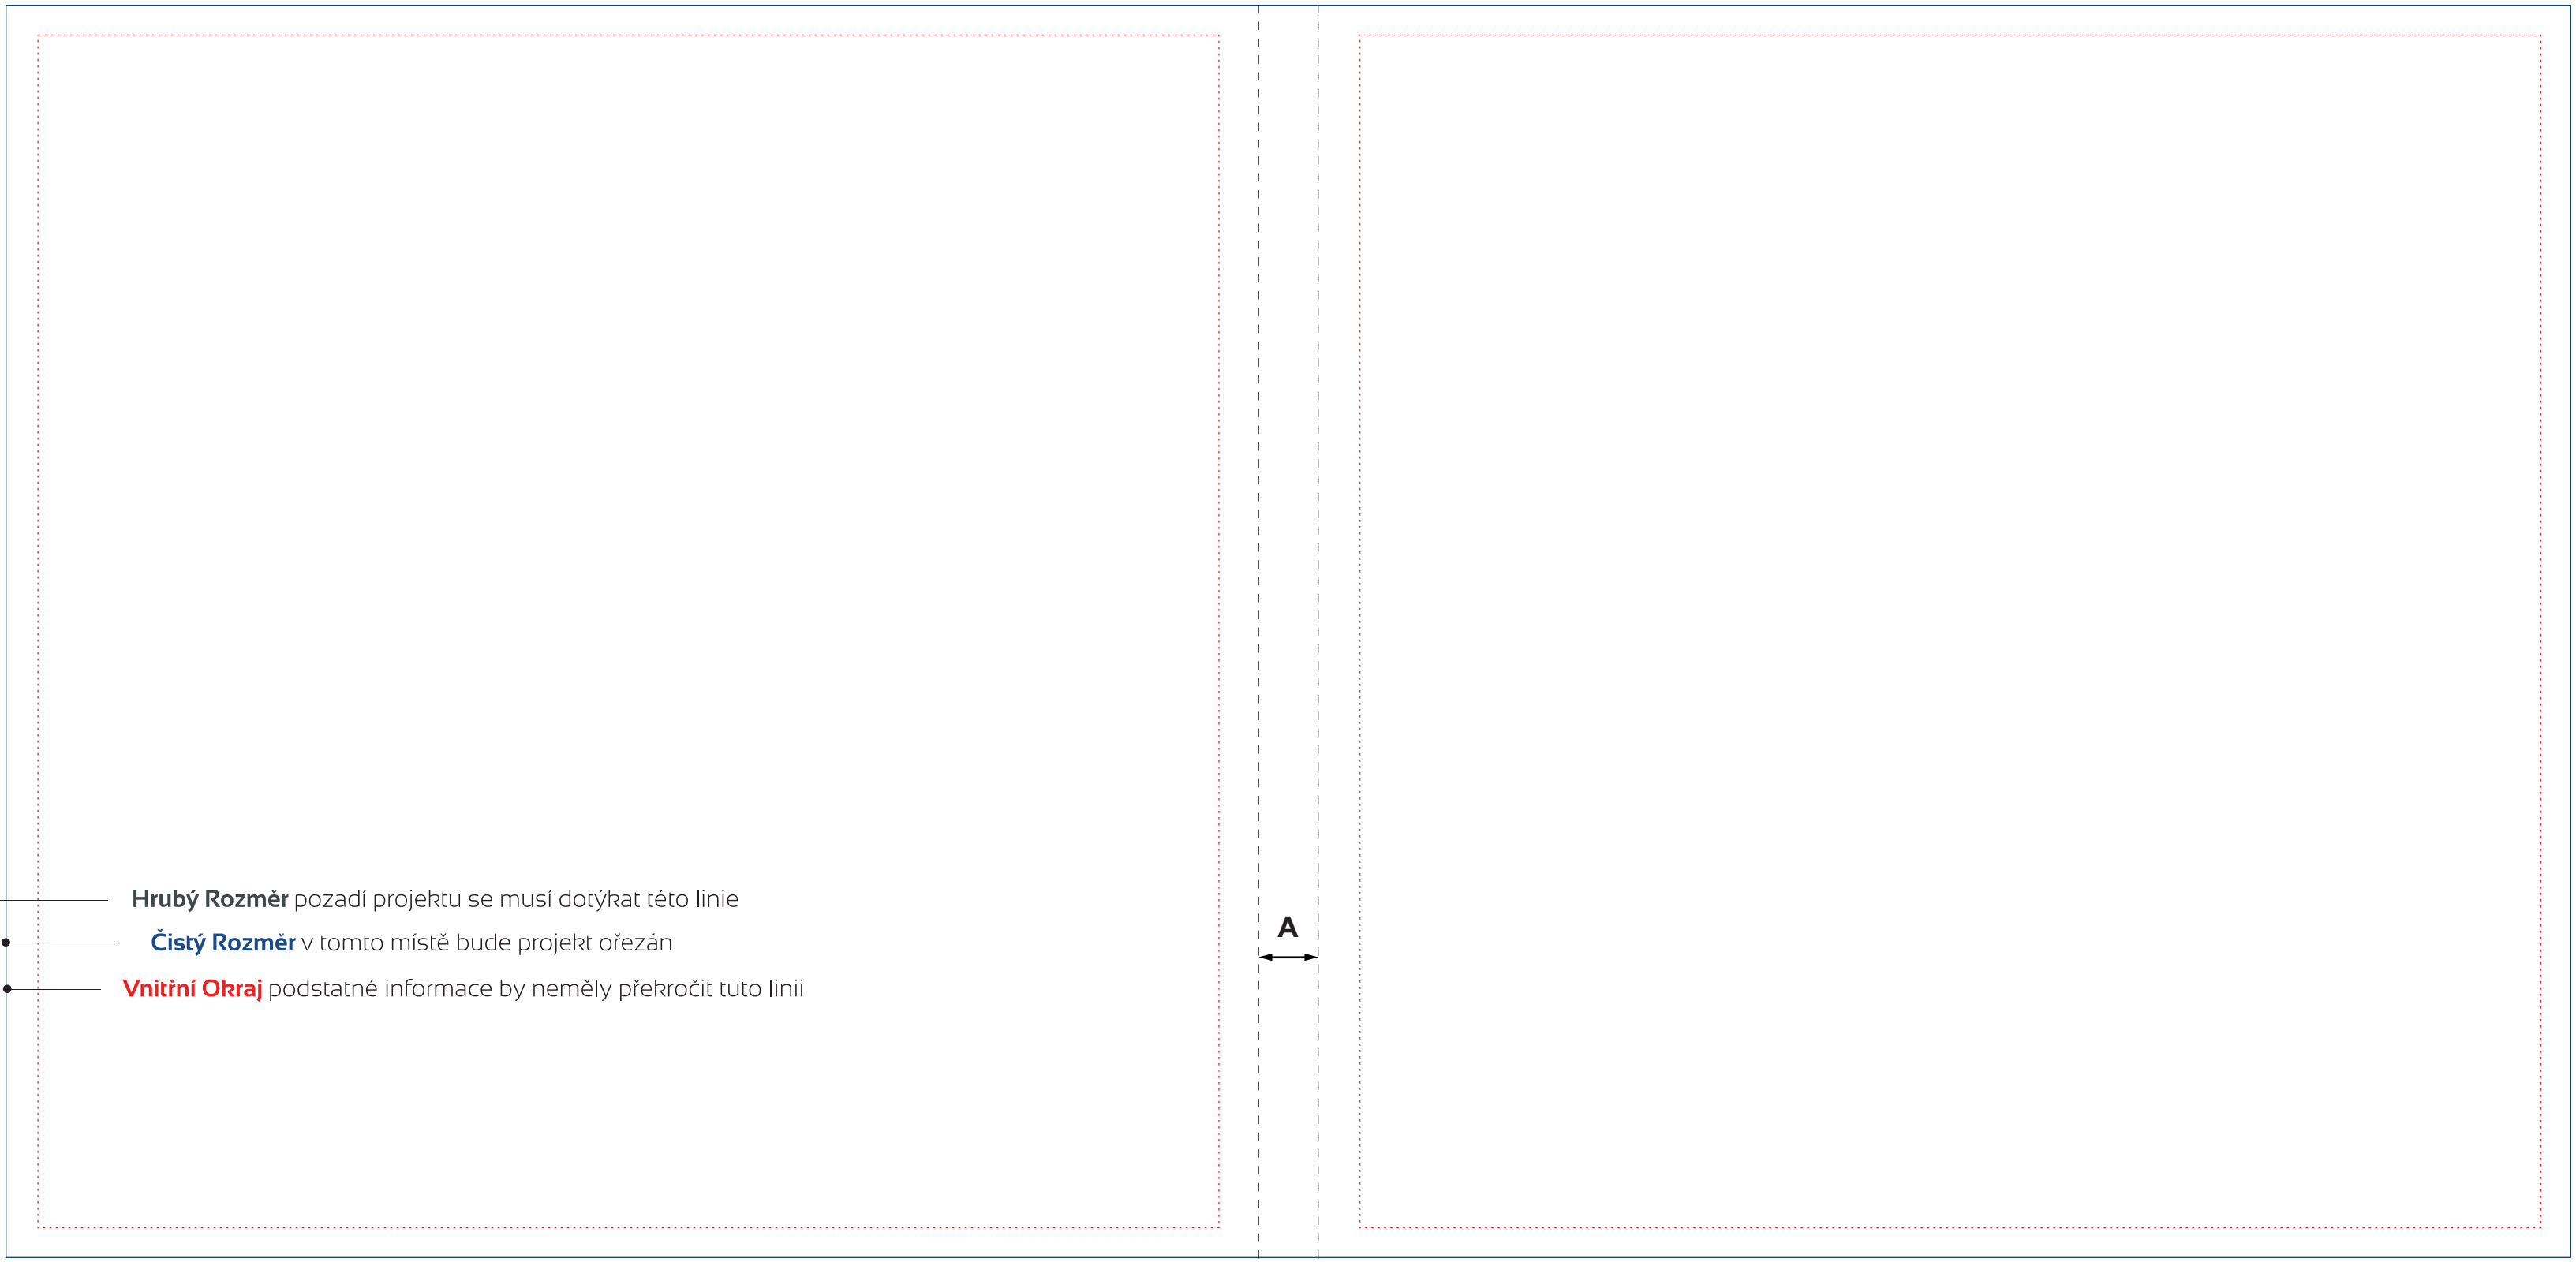 Hrubý Rozměr pozadí projektu se musí dotýkat této linie
Čistý Rozměr v tomto místě bude projekt ořezán
Vnitřní Okraj podstatné informace by neměly překročit tuto linii
A